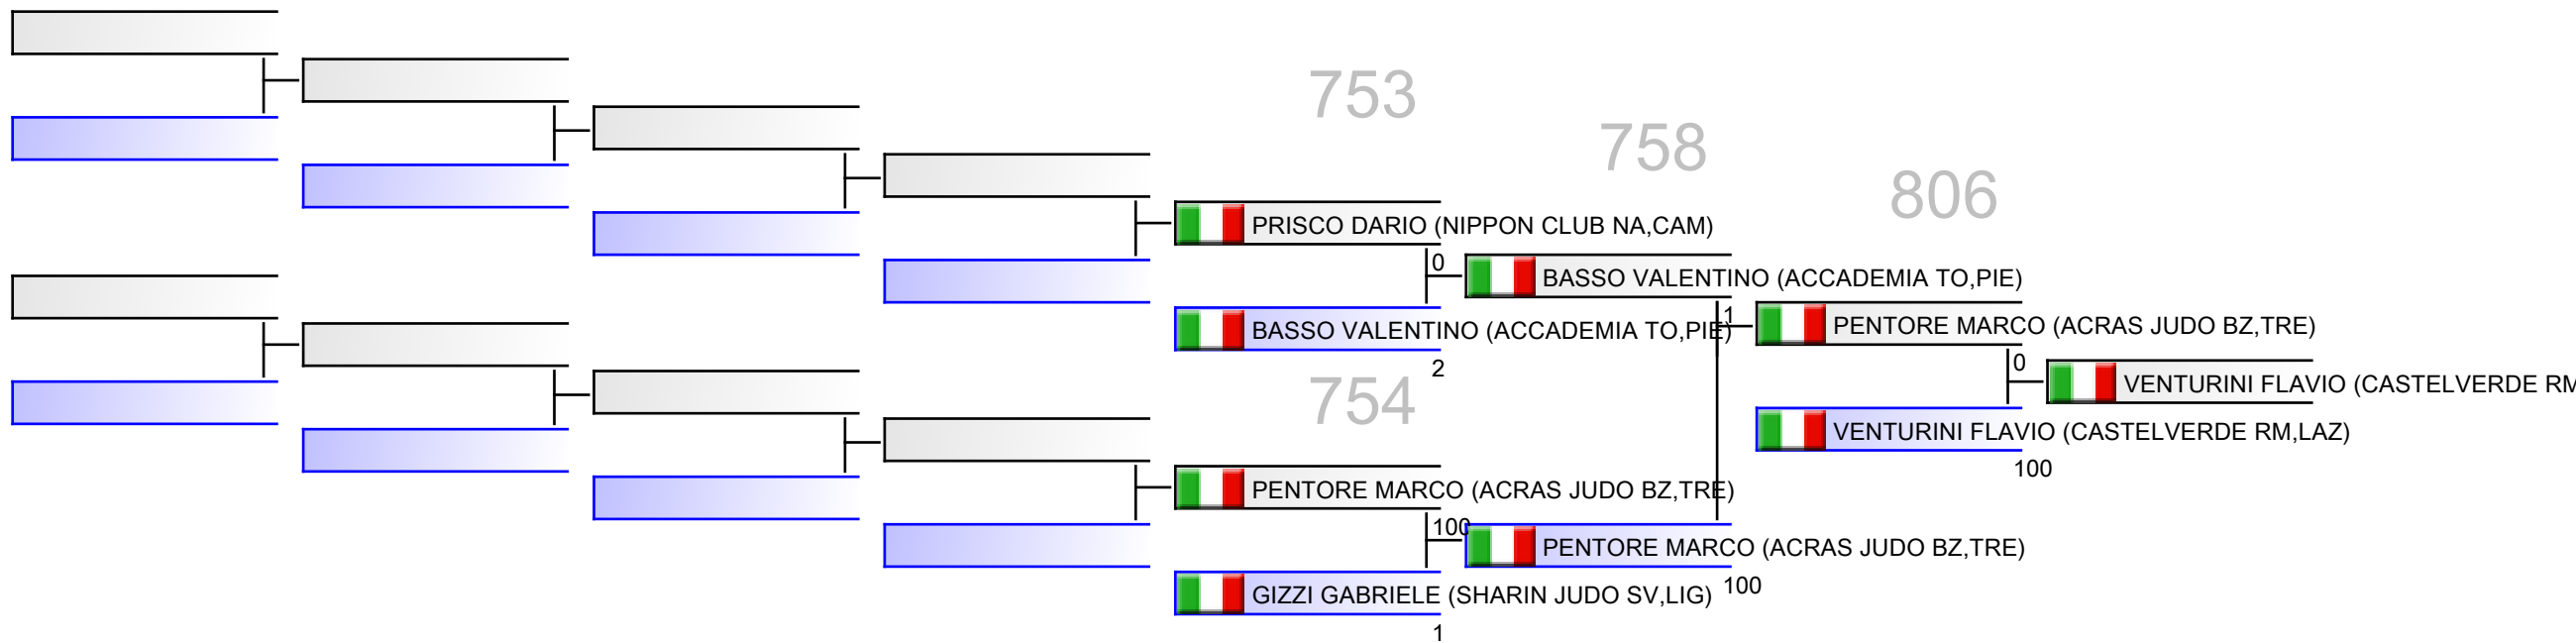 753
758
806
PRISCO DARIO (NIPPON CLUB NA,CAM)
0
BASSO VALENTINO (ACCADEMIA TO,PIE)
1
PENTORE MARCO (ACRAS JUDO BZ,TRE)
BASSO VALENTINO (ACCADEMIA TO,PIE)
0
2
VENTURINI FLAVIO (CASTELVERDE RM
754
VENTURINI FLAVIO (CASTELVERDE RM,LAZ)
100
PENTORE MARCO (ACRAS JUDO BZ,TRE)
100
PENTORE MARCO (ACRAS JUDO BZ,TRE)
100
GIZZI GABRIELE (SHARIN JUDO SV,LIG)
1